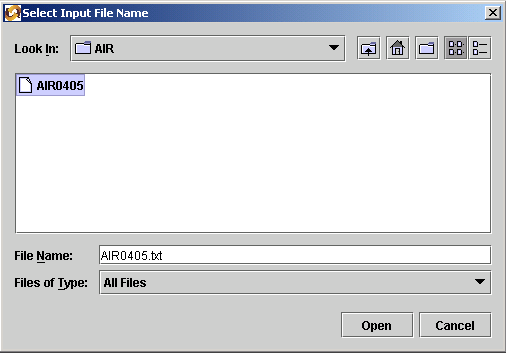 Select Input File Name
Look In: AIR
AIR0405
File Name: AIR0405.txt
Files of Type: All Files
Open Cancel